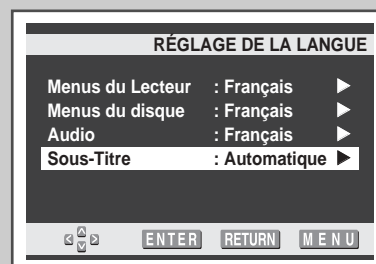 RÉGLAGE DE LA LANGUE
Menus du Lecteur : Français ►
Menus du disque : Français ►
Audio : Français ►
Sous-Titre : Automatique ►
ENTER RETURN MENU